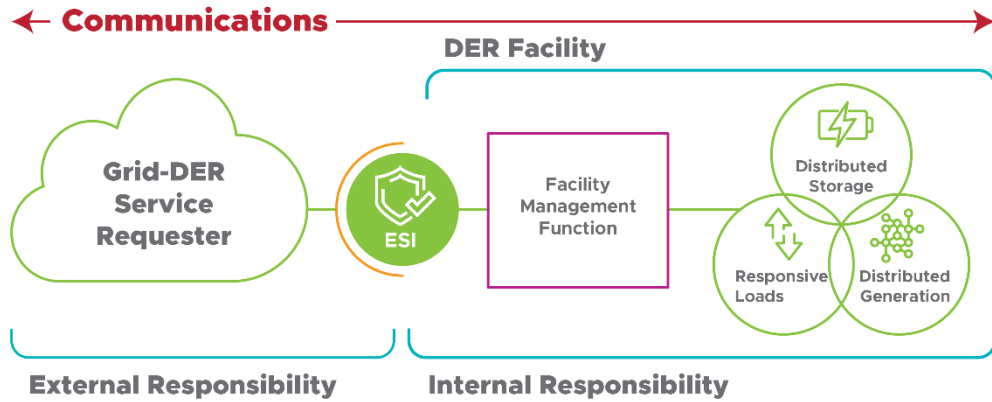 Communications
DER Facility
Grid-DER
Service
Requester
ESI
Facility
Management
Function
Distributed
Storage
Responsive
Loads
Distributed
Generation
External Responsibility
Internal Responsibility